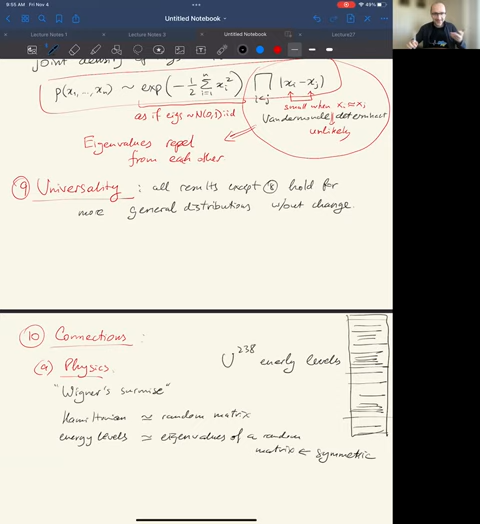 9:55 AM Fri Nov 4
Untitled Notebook
49%
Lecture Notes 1
Lecture Notes 3
Untitled Notebook
Lecture27
joint density of
p(x₁,...,xₙ) ~ exp(-1/2 Σᵢ₌₁ⁿ xᵢ²) ∏ᵢ<ⱼ |xᵢ-xⱼ|
as if eigs ~ N(0,1) iid
small when xᵢ≈xⱼ
Vandermonde determinant
unlikely
Eigenvalues repel
from each other
⑨ Universality : all results except ⑧ hold for
more general distributions w/out change.
⑩ Connections :
(a) Physics.
U²³⁸ enerly levels
"Wigner's surmise"
Hamiltonian ≃ random matrix
energy levels ≃ eigenvalues of a random
matrix ← symmetric